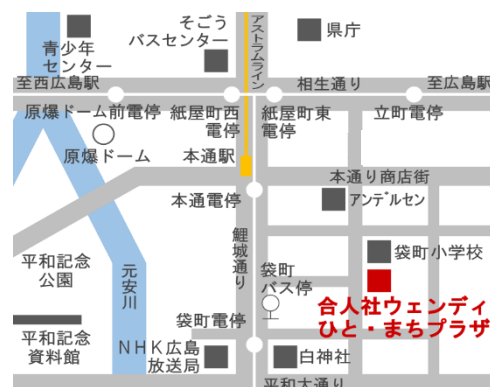 そごう
バスセンター
アストラムライン
県庁
青少年
センター
至西広島駅
相生通り
至広島駅
原爆ドーム前電停
紙屋町西
電停
紙屋町東
電停
立町電停
原爆ドーム
本通駅
本通り商店街
本通電停
アンデルセン
鯉城通り
平和記念
公園
元安川
袋町
バス停
袋町小学校
合人社ウェンディ
ひと・まちプラザ
袋町電停
平和記念
資料館
NHK広島
放送局
白神社
平和大通り